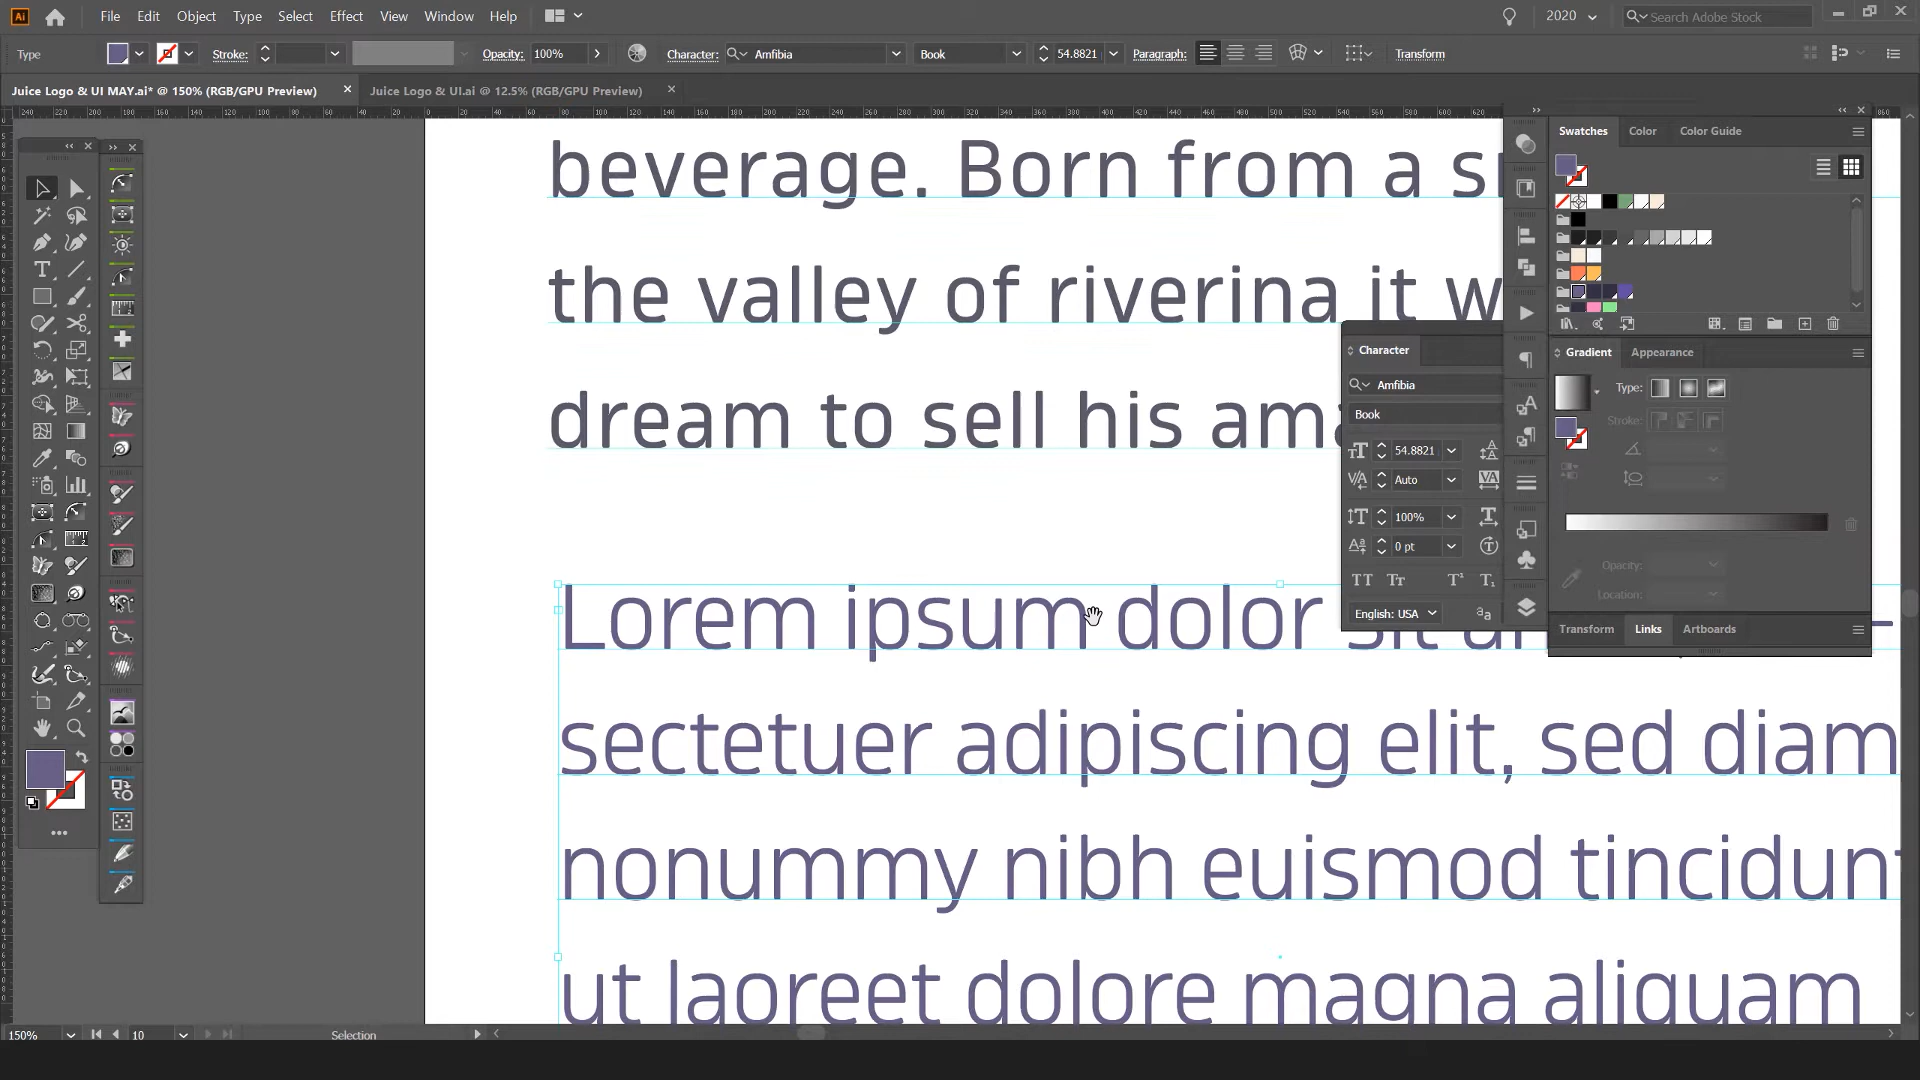 File Edit Object Type Select Effect View Window Help
2020
Search Adobe Stock
Type
Stroke:
Opacity: 100%
Character: Amfibia
Book
54.8821
Paragraph:
Transform
Juice Logo & UI MAY.ai* @ 150% (RGB/GPU Preview)
Juice Logo & UI.ai @ 12.5% (RGB/GPU Preview)
beverage. Born from a
the valley of riverina it w
dream to sell his
Lorem ipsum dolor sit
sectetuer adipiscing elit, sed diam
nonummy nibh euismod tincidunt
ut laoreet dolore magna aliquam
Character
Amfibia
Book
54.8821
Auto
100%
0 pt
English: USA
Swatches Color Color Guide
Gradient Appearance
Type:
Stroke:
Opacity:
Location:
Transform Links Artboards
150%
10
Selection